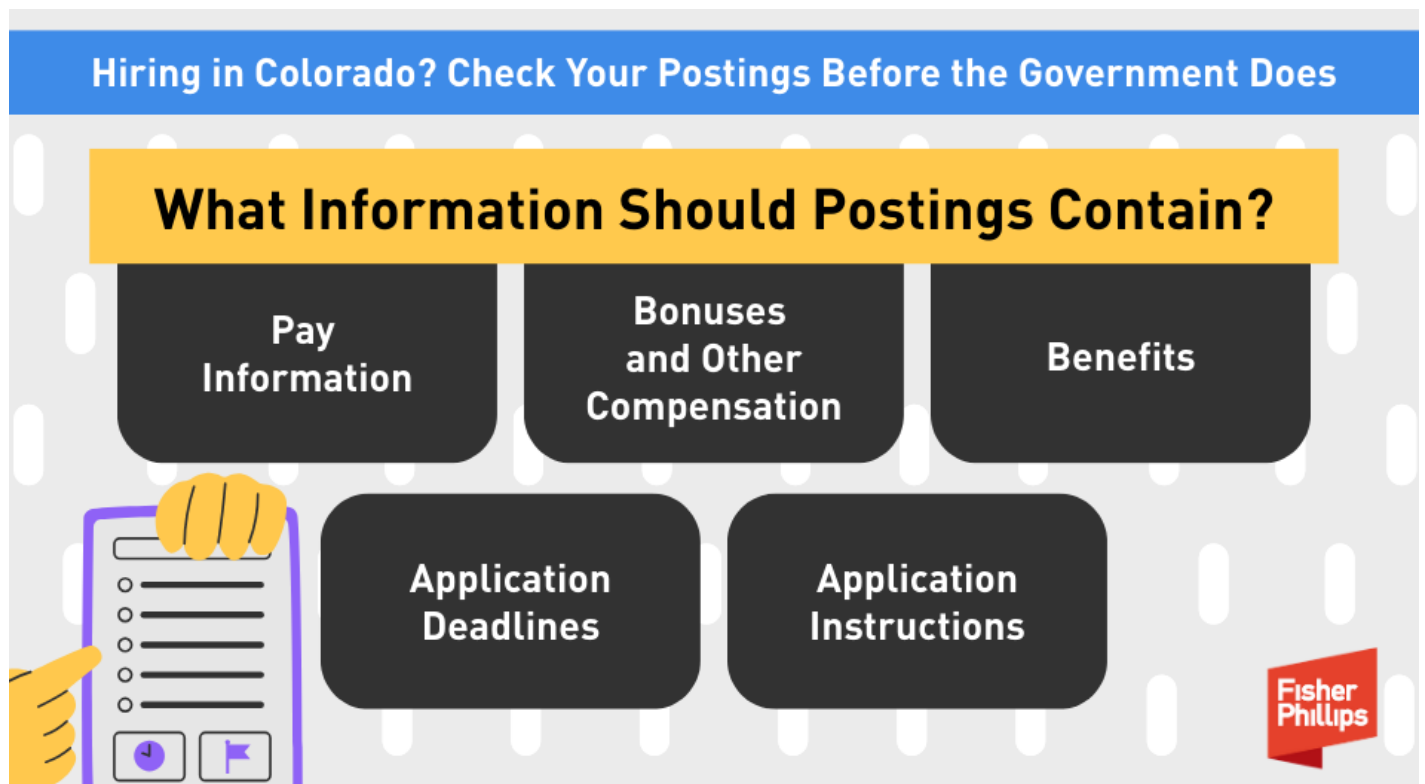 Hiring in Colorado? Check Your Postings Before the Government Does
What Information Should Postings Contain?
Pay
Information
Bonuses
and Other
Compensation
Benefits
Application
Deadlines
Application
Instructions
Fisher
Phillips